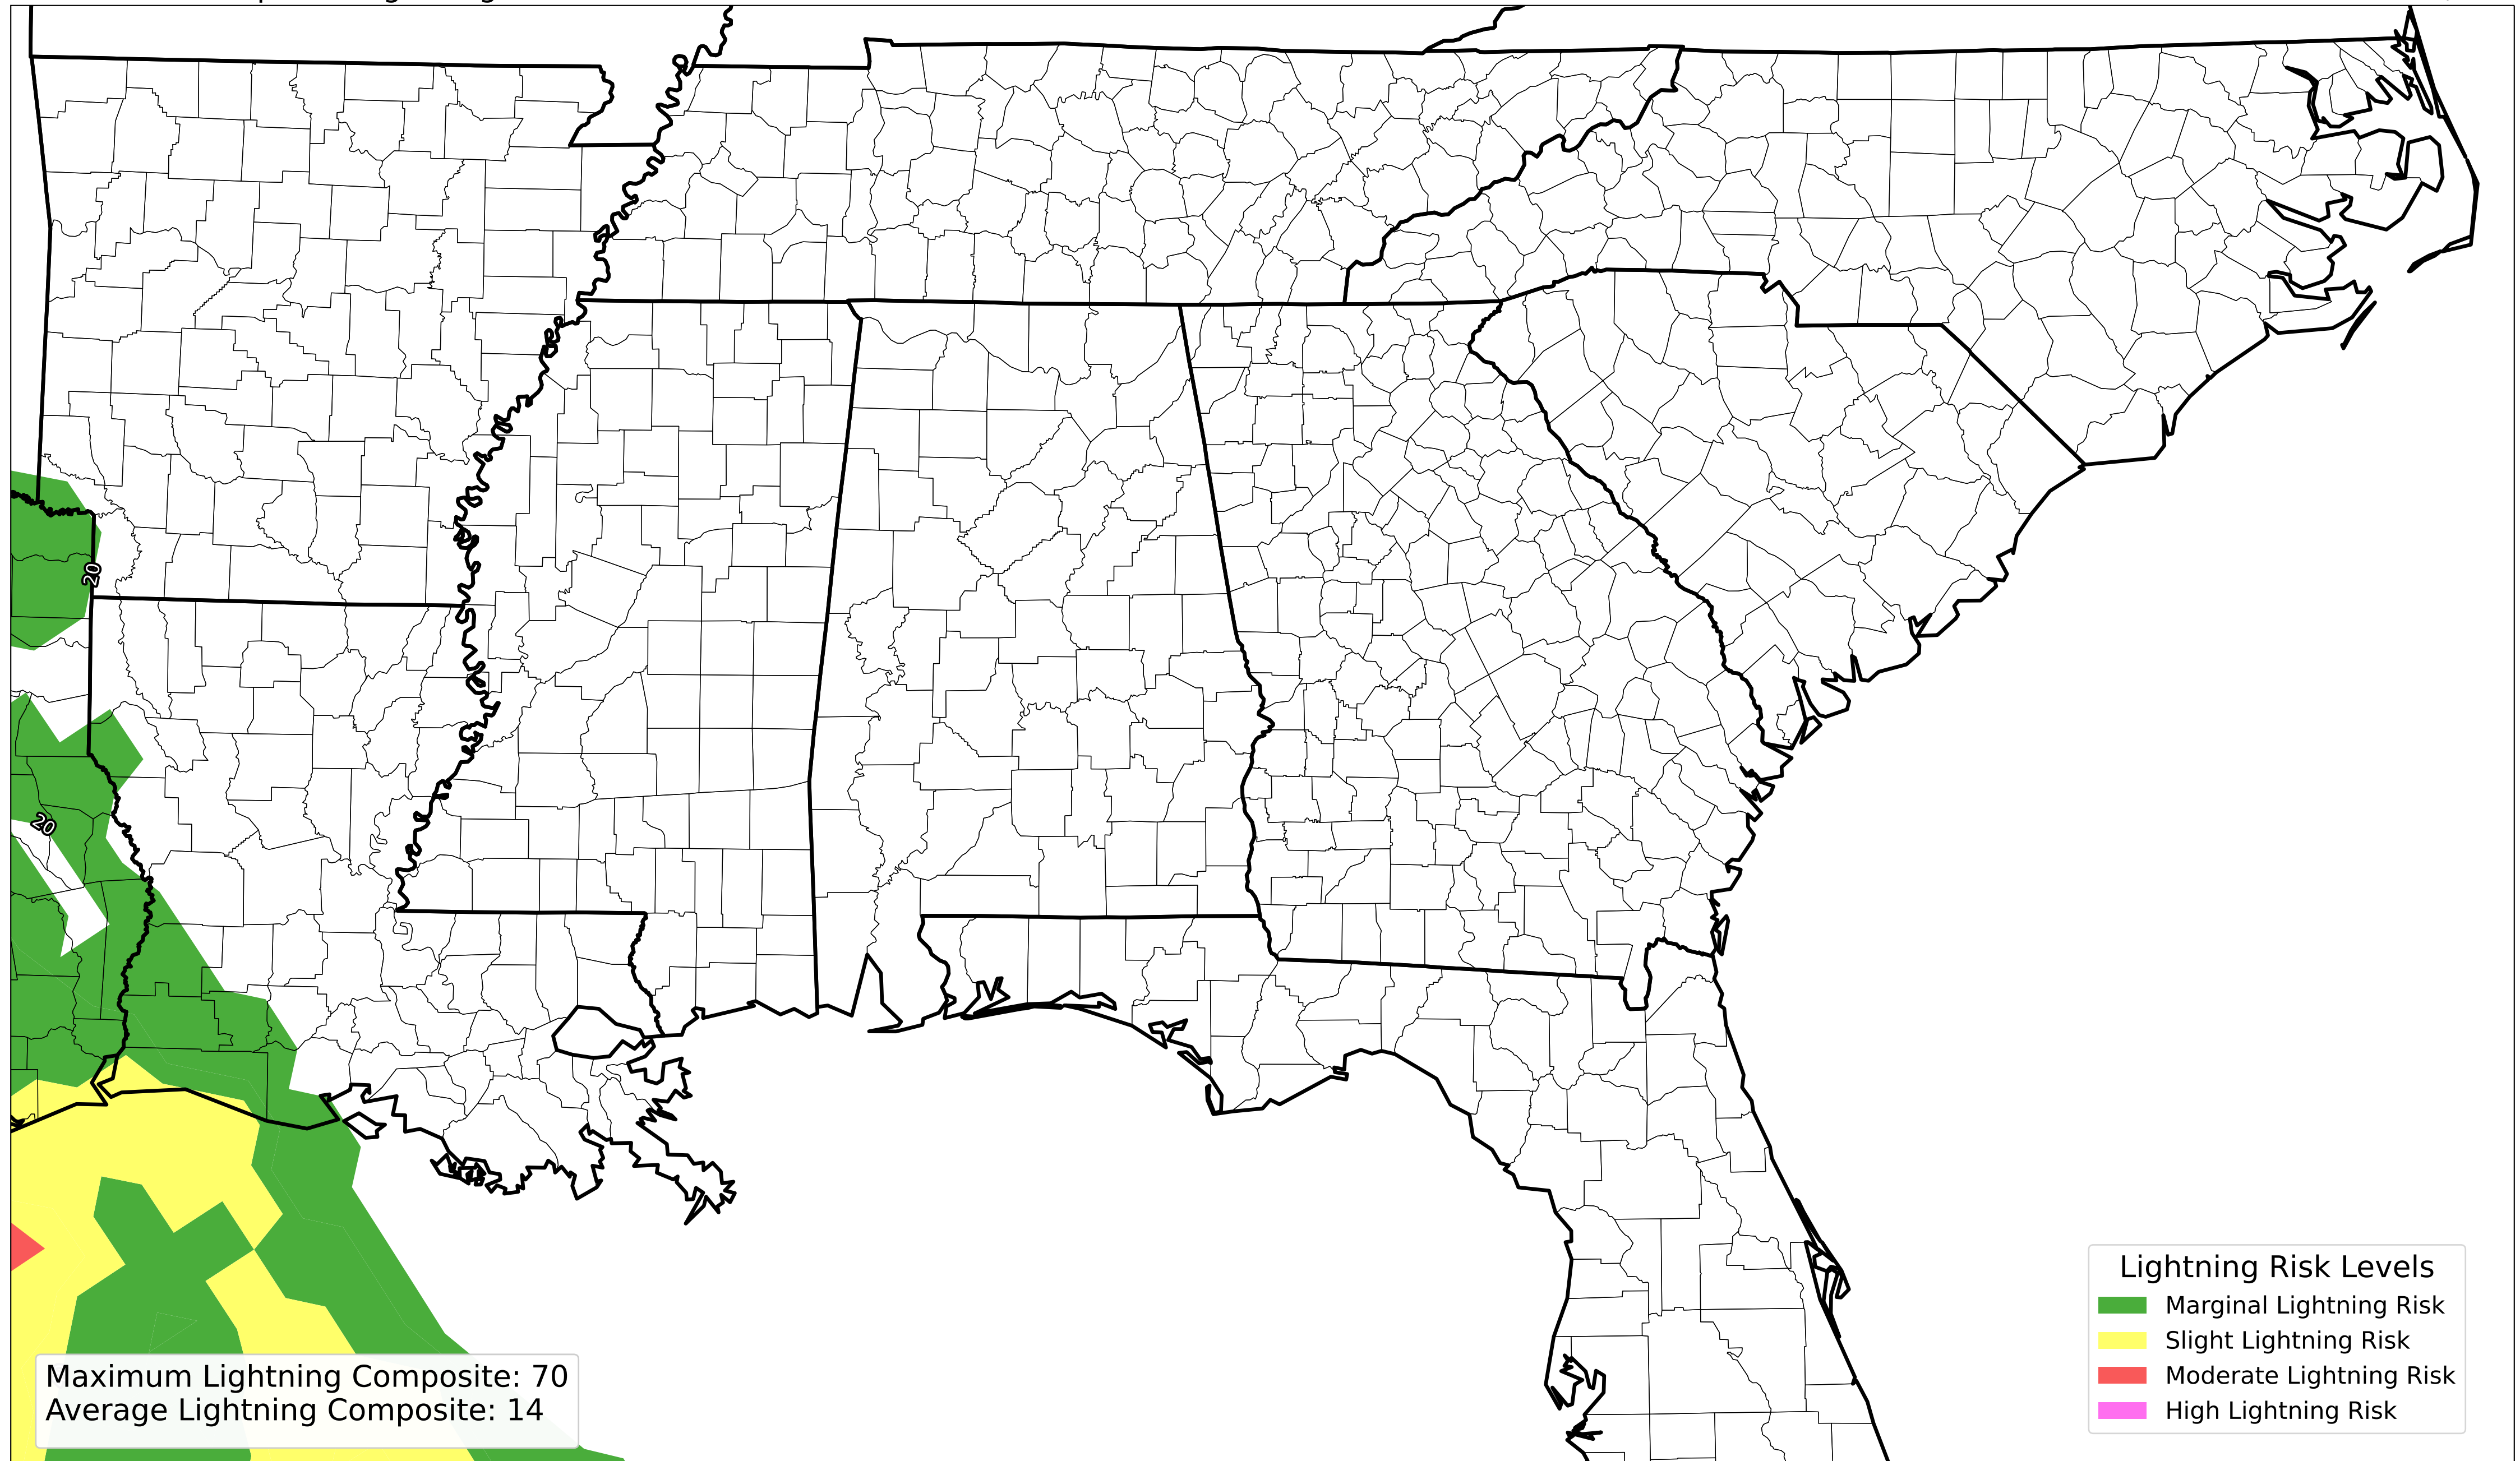 20
20
Maximum Lightning Composite: 70
Average Lightning Composite: 14
Lightning Risk Levels
Marginal Lightning Risk
Slight Lightning Risk
Moderate Lightning Risk
High Lightning Risk